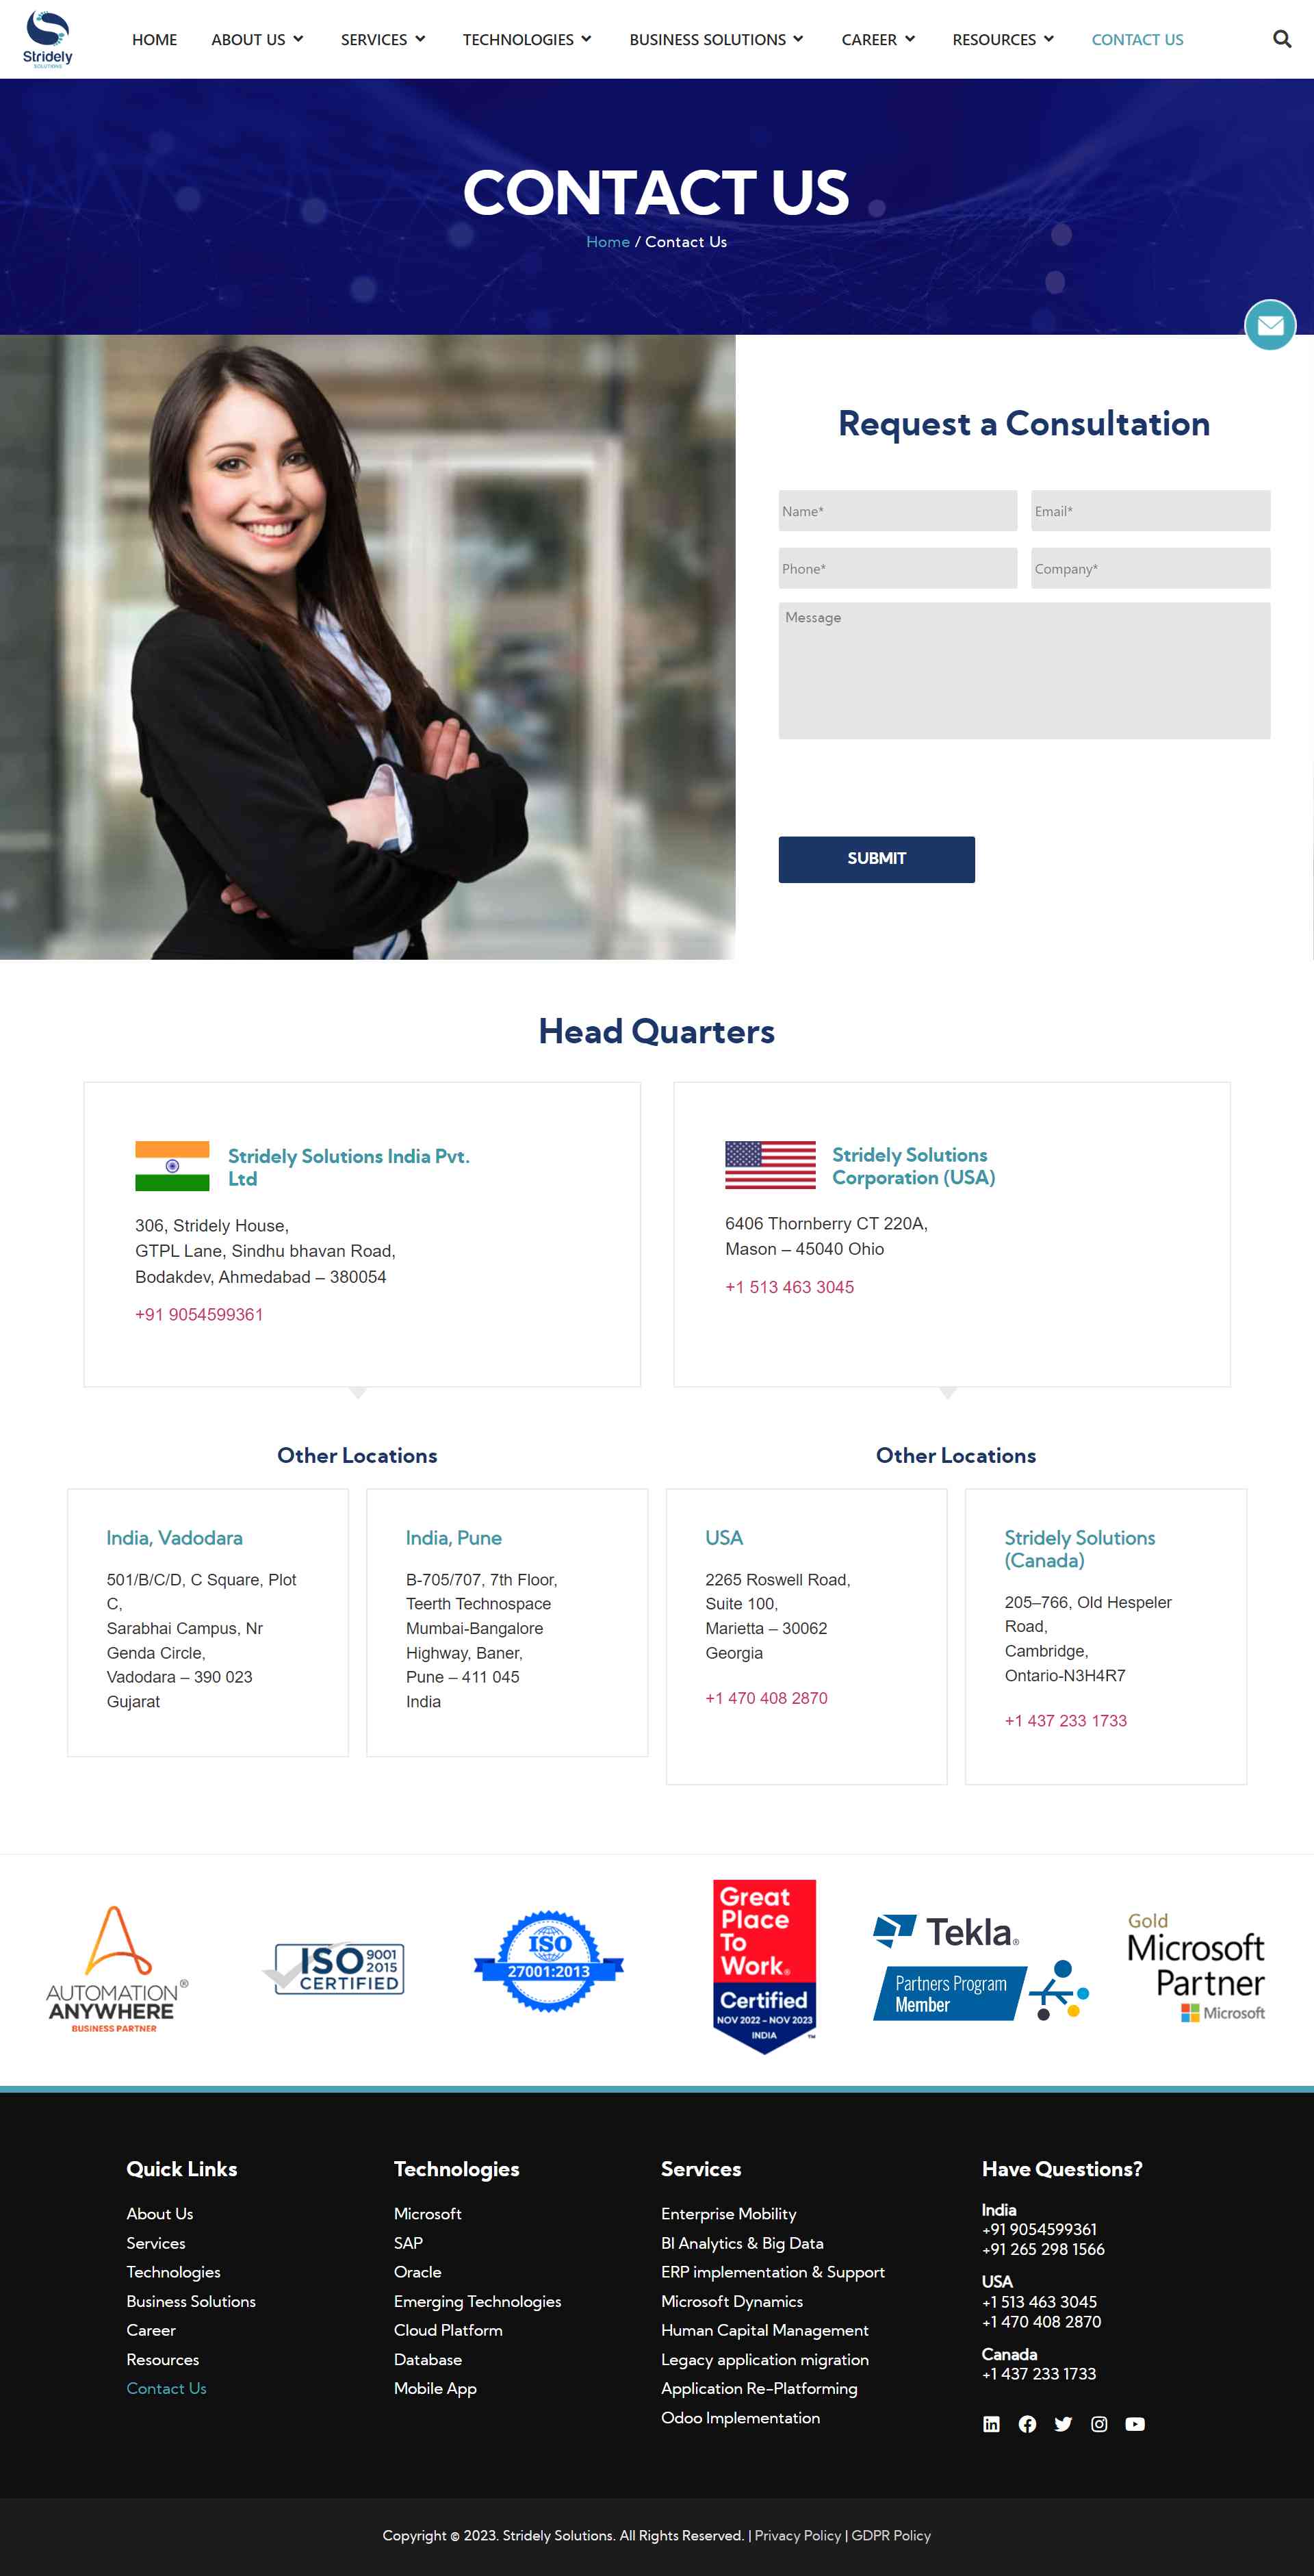 Stridely
SOLUTIONS
HOME
ABOUT US
SERVICES
TECHNOLOGIES
BUSINESS SOLUTIONS
CAREER
RESOURCES
CONTACT US
CONTACT US
Home / Contact Us
Request a Consultation
Name*
Email*
Phone*
Company*
Message
SUBMIT
Head Quarters
Stridely Solutions India Pvt.
Ltd
306, Stridely House,
GTPL Lane, Sindhu bhavan Road,
Bodakdev, Ahmedabad – 380054
+91 9054599361
Stridely Solutions
Corporation (USA)
6406 Thornberry CT 220A,
Mason – 45040 Ohio
+1 513 463 3045
Other Locations
India, Vadodara
501/B/C/D, C Square, Plot
C,
Sarabhai Campus, Nr
Genda Circle,
Vadodara – 390 023
Gujarat
India, Pune
B-705/707, 7th Floor,
Teerth Technospace
Mumbai-Bangalore
Highway, Baner,
Pune – 411 045
India
Other Locations
USA
2265 Roswell Road,
Suite 100,
Marietta – 30062
Georgia
+1 470 408 2870
Stridely Solutions
(Canada)
205–766, Old Hespeler
Road,
Cambridge,
Ontario-N3H4R7
+1 437 233 1733
AUTOMATION®
ANYWHERE
BUSINESS PARTNER
ISO 9001
2015
CERTIFIED
ISO
27001:2013
Great
Place
To
Work®
Certified
NOV 2022 – NOV 2023
INDIA
™
Tekla®
Partners Program
Member
Gold
Microsoft
Partner
Microsoft
Quick Links
About Us
Services
Technologies
Business Solutions
Career
Resources
Contact Us
Technologies
Microsoft
SAP
Oracle
Emerging Technologies
Cloud Platform
Database
Mobile App
Services
Enterprise Mobility
BI Analytics & Big Data
ERP implementation & Support
Microsoft Dynamics
Human Capital Management
Legacy application migration
Application Re-Platforming
Odoo Implementation
Have Questions?
India
+91 9054599361
+91 265 298 1566
USA
+1 513 463 3045
+1 470 408 2870
Canada
+1 437 233 1733
Copyright © 2023. Stridely Solutions. All Rights Reserved. | Privacy Policy | GDPR Policy